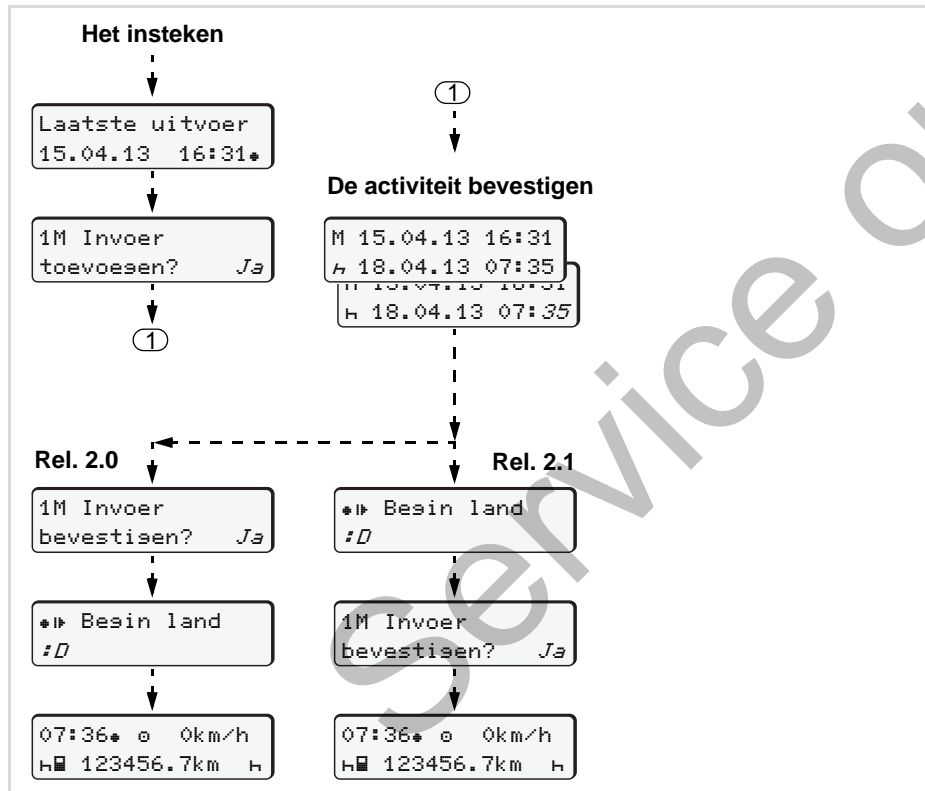 Het insteken
Laatste uitvoer
15.04.13 16:31
1M Invoer
toevoegen? Ja
1
1
De activiteit bevestigen
M 15.04.13 16:31
18.04.13 07:35
18.04.13 07:35
Rel. 2.0
1M Invoer
bevestigen? Ja
Begin land
:D
07:36 0km/h
123456.7km
Rel. 2.1
Begin land
:D
1M Invoer
bevestigen? Ja
07:36 0km/h
123456.7km
Service o